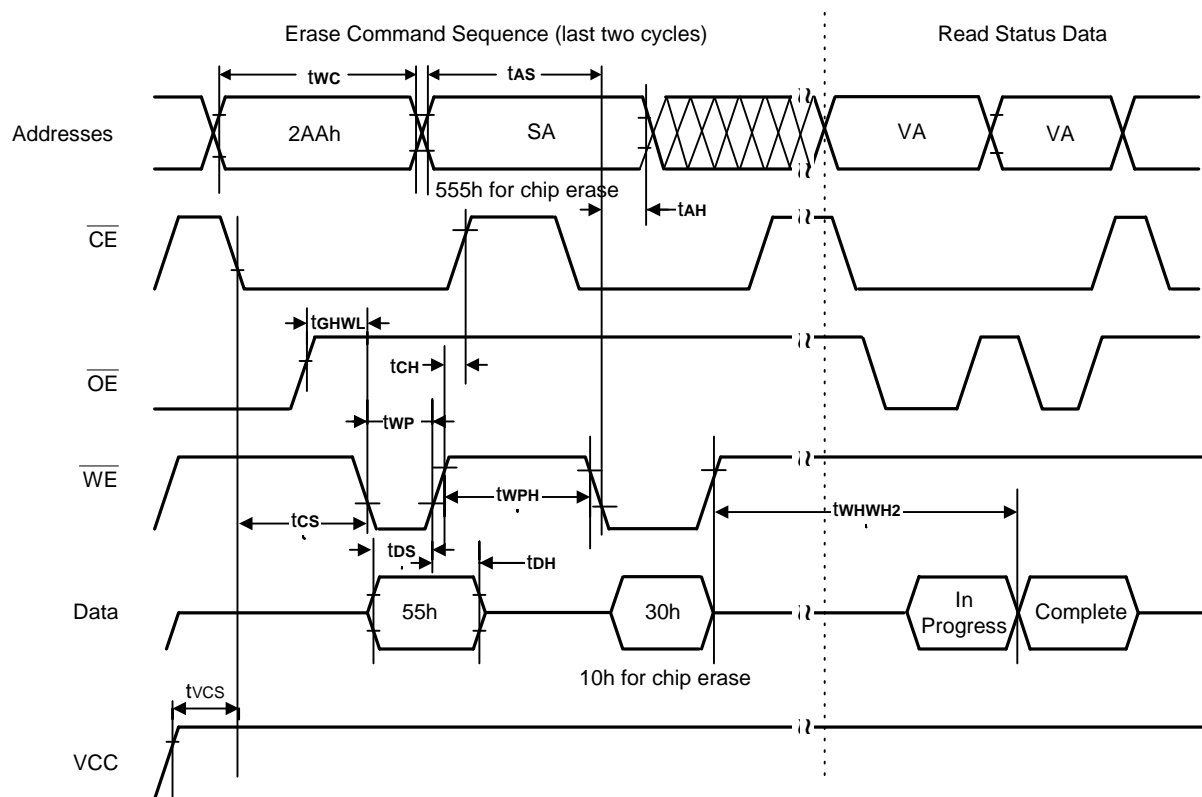 Erase Command Sequence (last two cycles)
Read Status Data
tWC
tAS
Addresses
2AAh
SA
VA
VA
555h for chip erase
tAH
CE
tGHWL
tCH
OE
tWP
WE
tWPH
tCS
tWHWH2
tDS
tDH
Data
55h
30h
In
Progress
Complete
10h for chip erase
tVCS
VCC